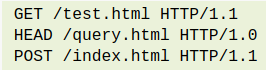 GET /test.html HTTP/1.1
HEAD /query.html HTTP/1.0
POST /index.html HTTP/1.1